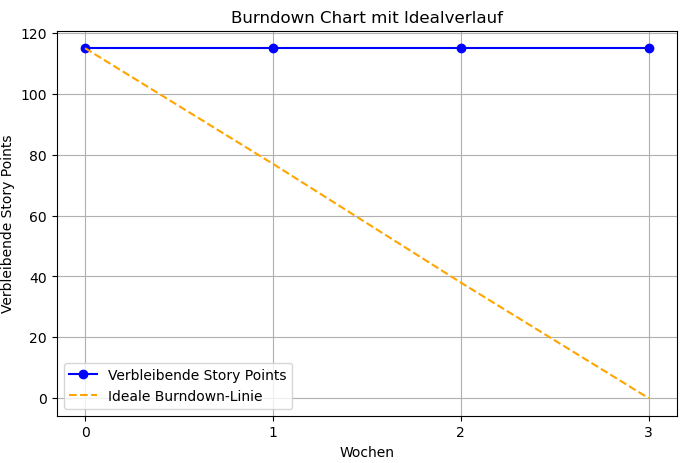 Burndown Chart mit Idealverlauf
Verbleibende Story Points
120
100
80
60
40
20
0
Verbleibende Story Points
Ideale Burndown-Linie
0 1 2 3
Wochen